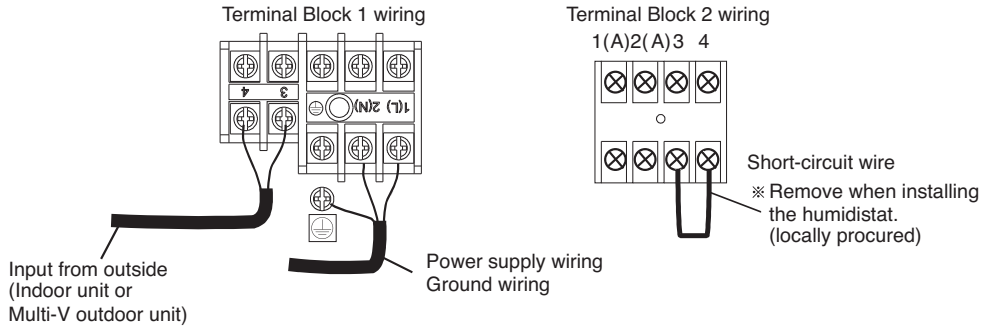 Terminal Block 1 wiring
Terminal Block 2 wiring
1(A)2(A)3 4
4 3
1(L) 2(N)
Short-circuit wire
※ Remove when installing
the humidistat.
(locally procured)
Input from outside
(Indoor unit or
Multi-V outdoor unit)
Power supply wiring
Ground wiring